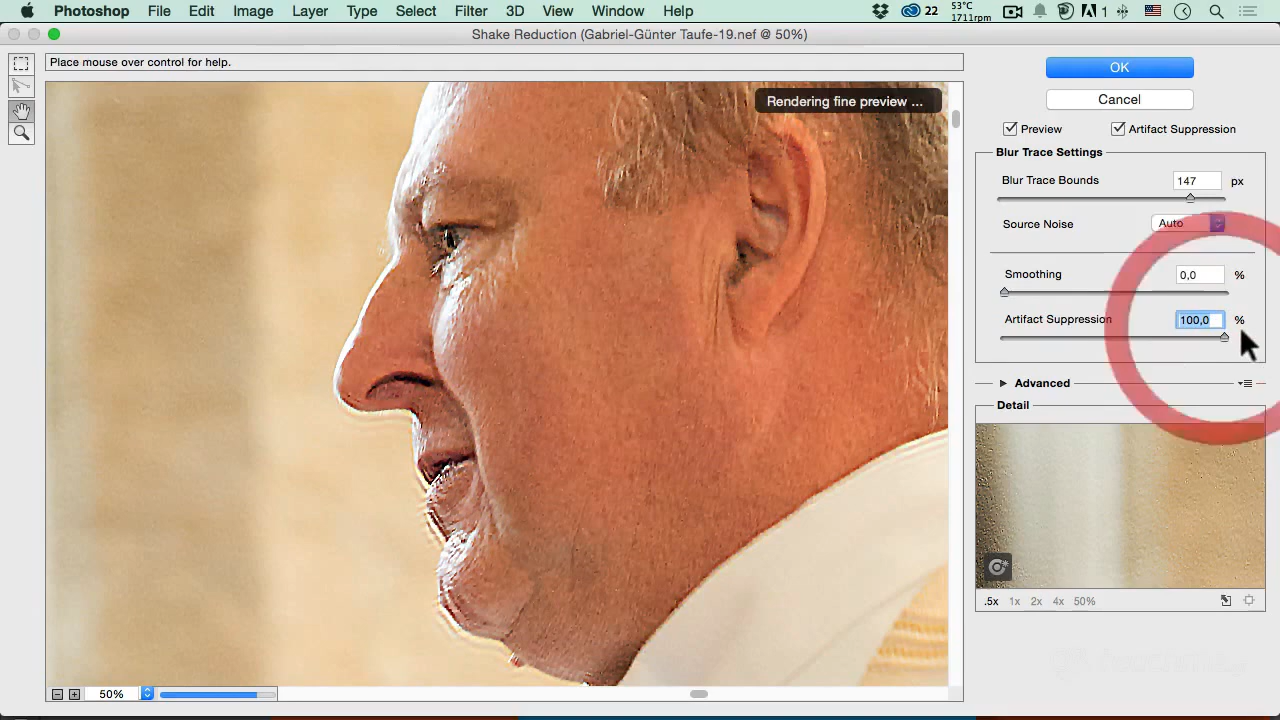 Photoshop File Edit Image Layer Type Select Filter 3D View Window Help 22 53°C 1711rpm 1
Shake Reduction (Gabriel-Günter Taufe-19.nef @ 50%)
Place mouse over control for help.
Rendering fine preview ...
OK
Cancel
Preview Artifact Suppression
Blur Trace Settings
Blur Trace Bounds 147 px
Source Noise Auto
Smoothing 0,0 %
Artifact Suppression 100,0 %
Advanced
Detail
.5x 1x 2x 4x 50%
50%